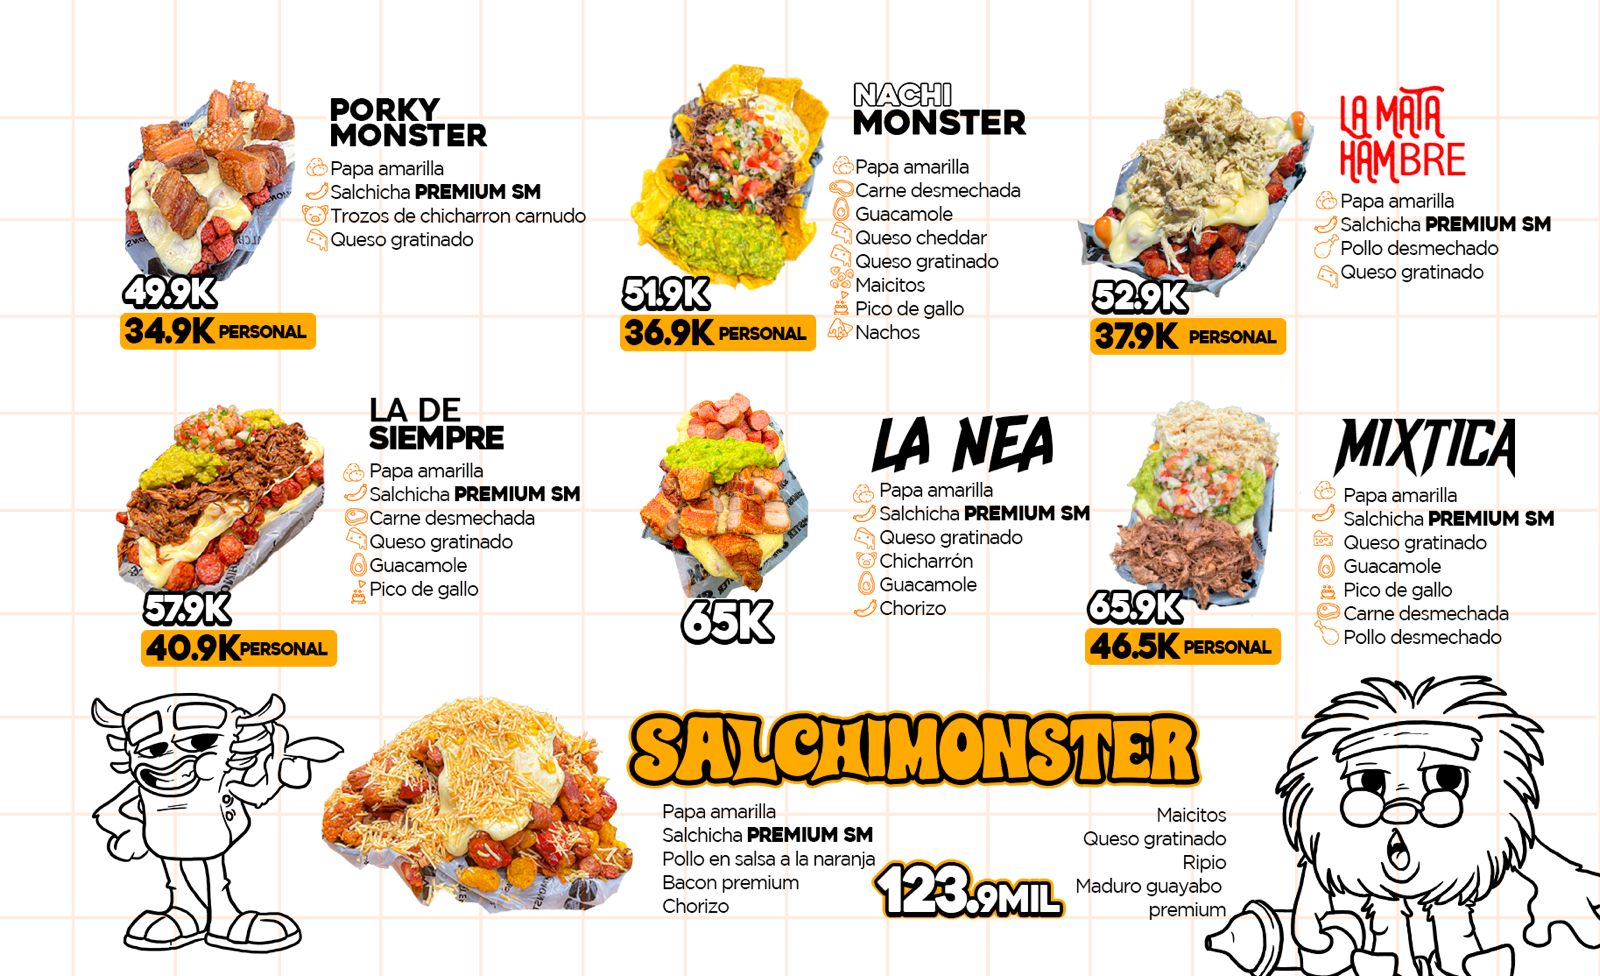 PORKY
MONSTER
Papa amarilla
Salchicha PREMIUM SM
Trozos de chicharron carnudo
Queso gratinado
49.9K
34.9K PERSONAL
NACHI
MONSTER
Papa amarilla
Carne desmechada
Guacamole
Queso cheddar
Queso gratinado
Maicitos
Pico de gallo
Nachos
51.9K
36.9K PERSONAL
LA MATA
HAMBRE
Papa amarilla
Salchicha PREMIUM SM
Pollo desmechado
Queso gratinado
52.9K
37.9K PERSONAL
LA DE
SIEMPRE
Papa amarilla
Salchicha PREMIUM SM
Carne desmechada
Queso gratinado
Guacamole
Pico de gallo
57.9K
40.9K PERSONAL
LA NEA
Papa amarilla
Salchicha PREMIUM SM
Queso gratinado
Chicharrón
Guacamole
Chorizo
65K
MIXTICA
Papa amarilla
Salchicha PREMIUM SM
Queso gratinado
Guacamole
Pico de gallo
Carne desmechada
Pollo desmechado
65.9K
46.5K PERSONAL
SALCHIMONSTER
Papa amarilla
Salchicha PREMIUM SM
Pollo en salsa a la naranja
Bacon premium
Chorizo
123.9MIL
Maicitos
Queso gratinado
Ripio
Maduro guayabo
premium